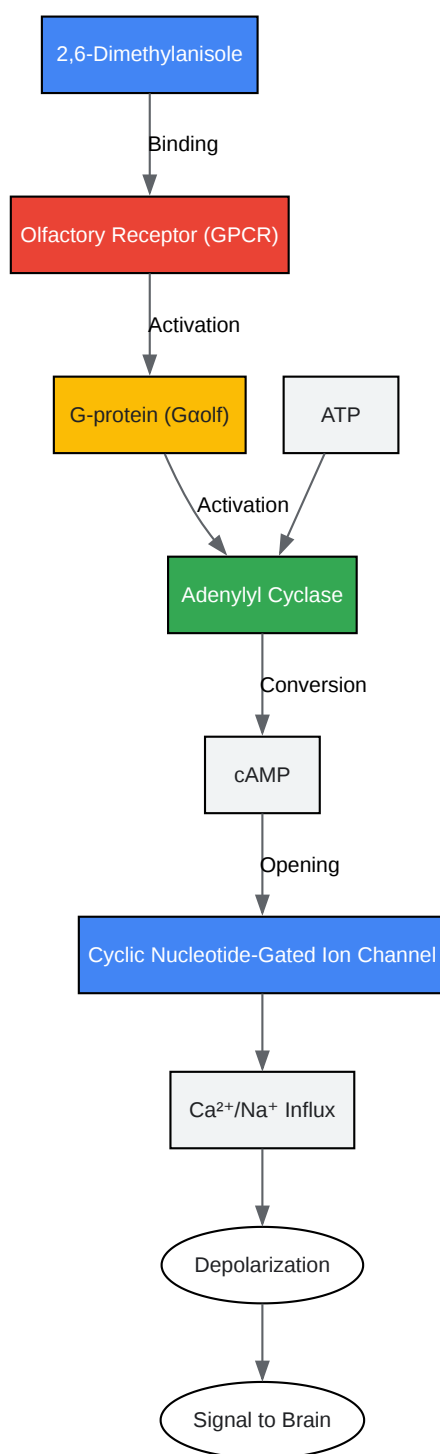 2,6-Dimethylanisole
Binding
Olfactory Receptor (GPCR)
Activation
G-protein (Gαolf)
ATP
Activation
Adenylyl Cyclase
Conversion
cAMP
Opening
Cyclic Nucleotide-Gated Ion Channel
Ca²⁺/Na⁺ Influx
Depolarization
Signal to Brain